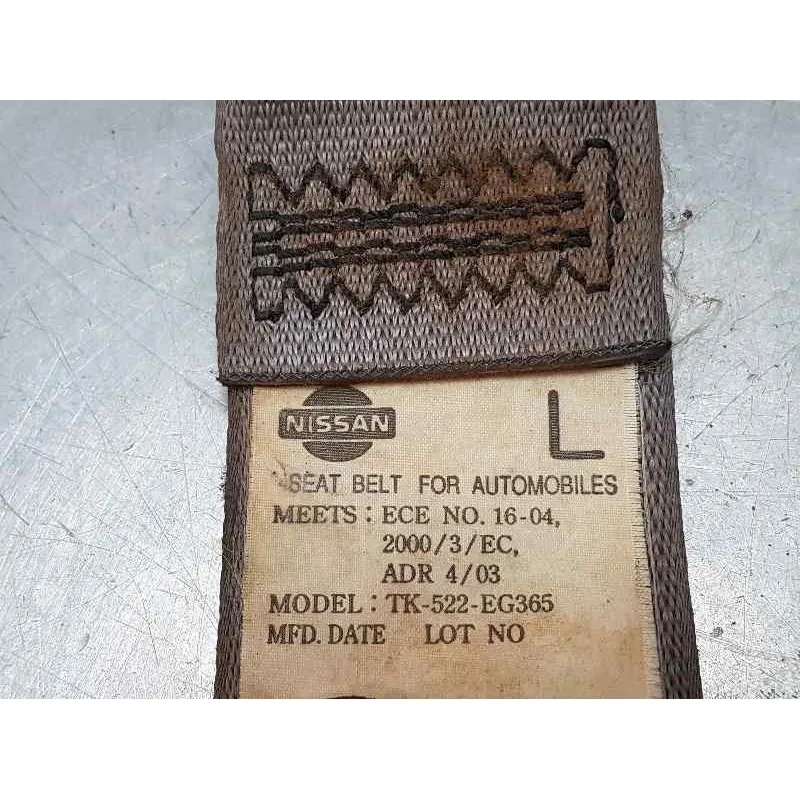 NISSAN
L
SEAT BELT FOR AUTOMOBILES
MEETS : ECE NO. 16-04,
2000/3/EC,
ADR 4/03
MODEL : TK-522-EG365
MFD. DATE LOT NO